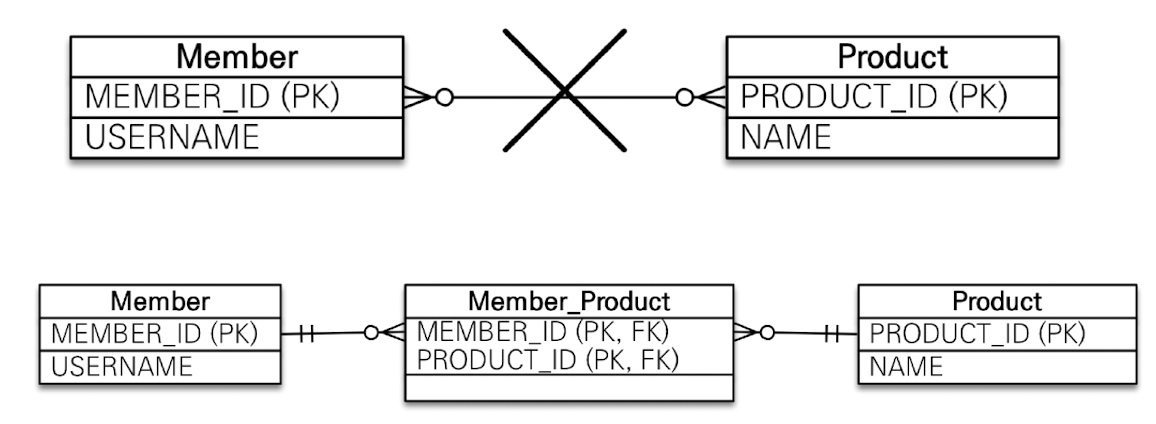 Member
MEMBER_ID (PK)
USERNAME
Product
PRODUCT_ID (PK)
NAME
Member
MEMBER_ID (PK)
USERNAME
Member_Product
MEMBER_ID (PK, FK)
PRODUCT_ID (PK, FK)
Product
PRODUCT_ID (PK)
NAME